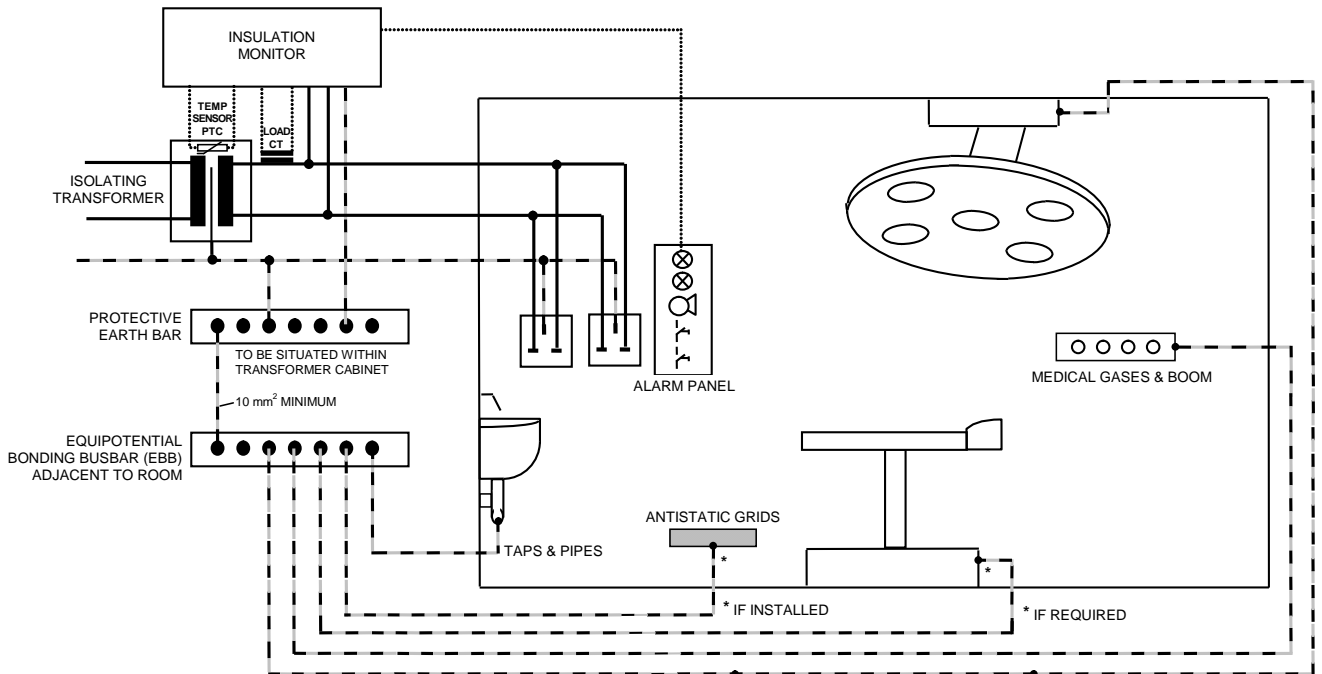 INSULATION
MONITOR
TEMP
SENSOR
PTC
LOAD
CT
ISOLATING
TRANSFORMER
PROTECTIVE
EARTH BAR
TO BE SITUATED WITHIN
TRANSFORMER CABINET
10 mm² MINIMUM
EQUIPOTENTIAL
BONDING BUSBAR (EBB)
ADJACENT TO ROOM
ALARM PANEL
MEDICAL GASES & BOOM
ANTISTATIC GRIDS
*
*
TAPS & PIPES
* IF INSTALLED
* IF REQUIRED